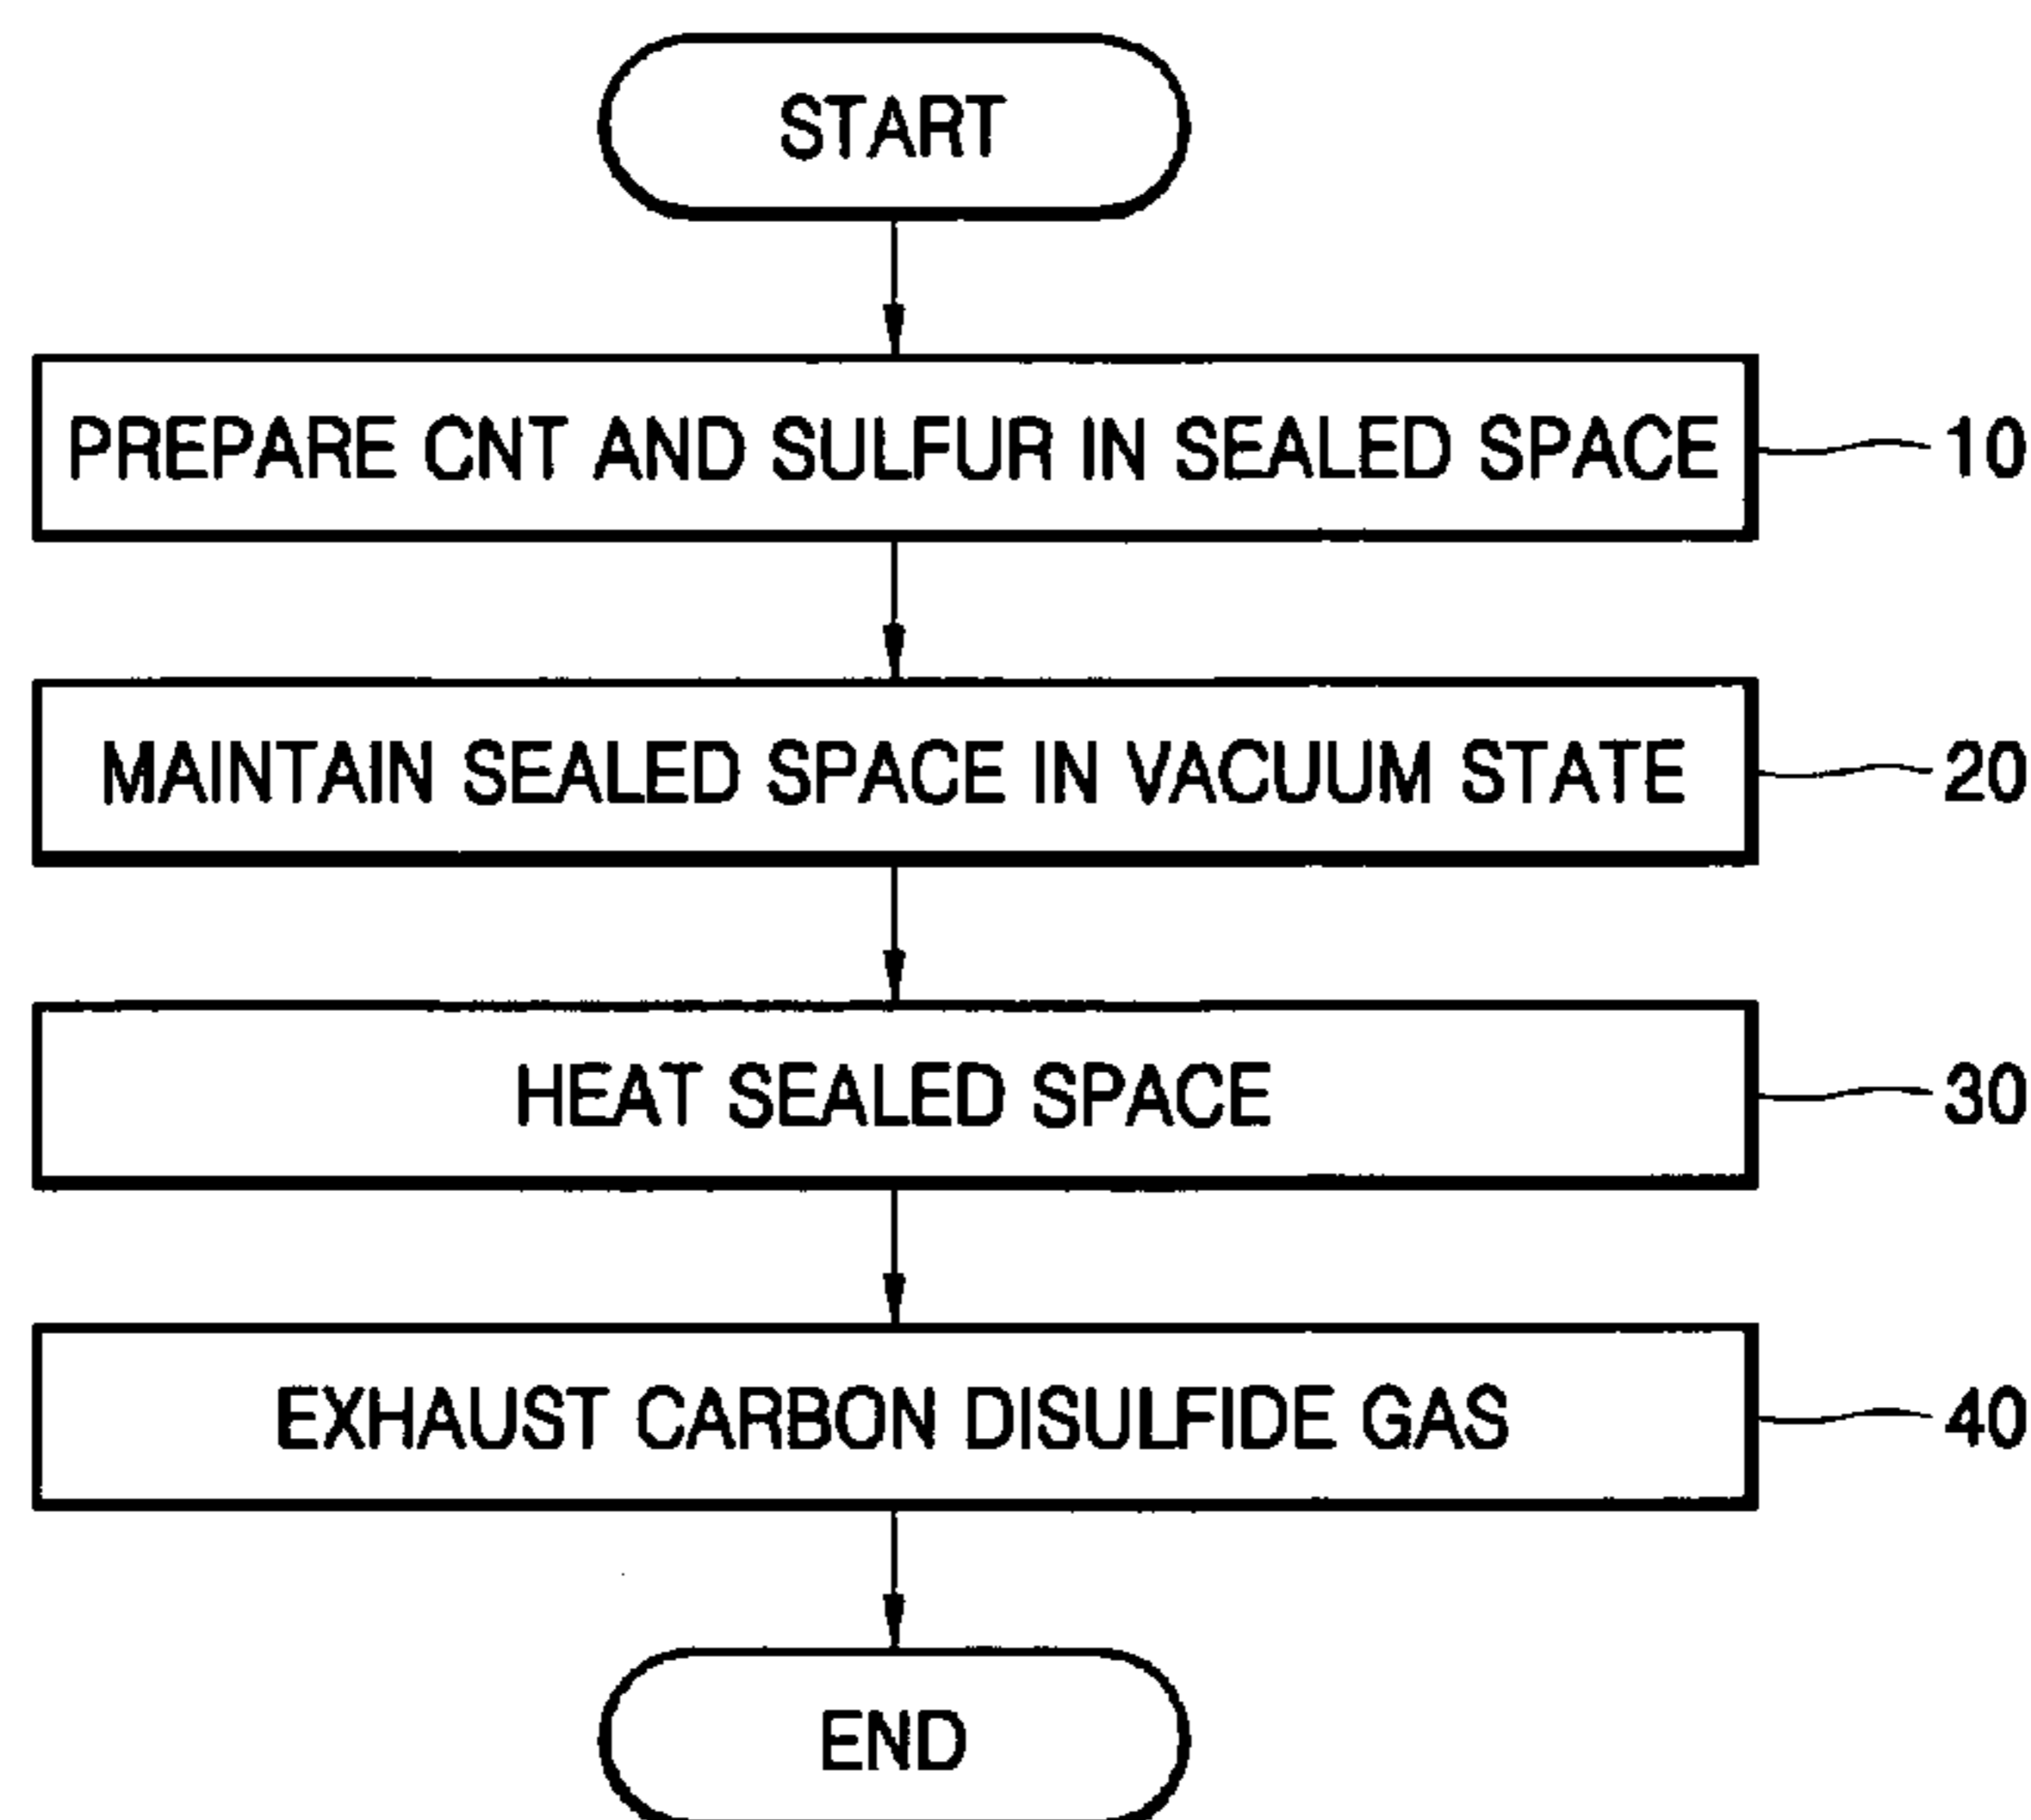 START
PREPARE CNT AND SULFUR IN SEALED SPACE 10
MAINTAIN SEALED SPACE IN VACUUM STATE 20
HEAT SEALED SPACE 30
EXHAUST CARBON DISULFIDE GAS 40
END